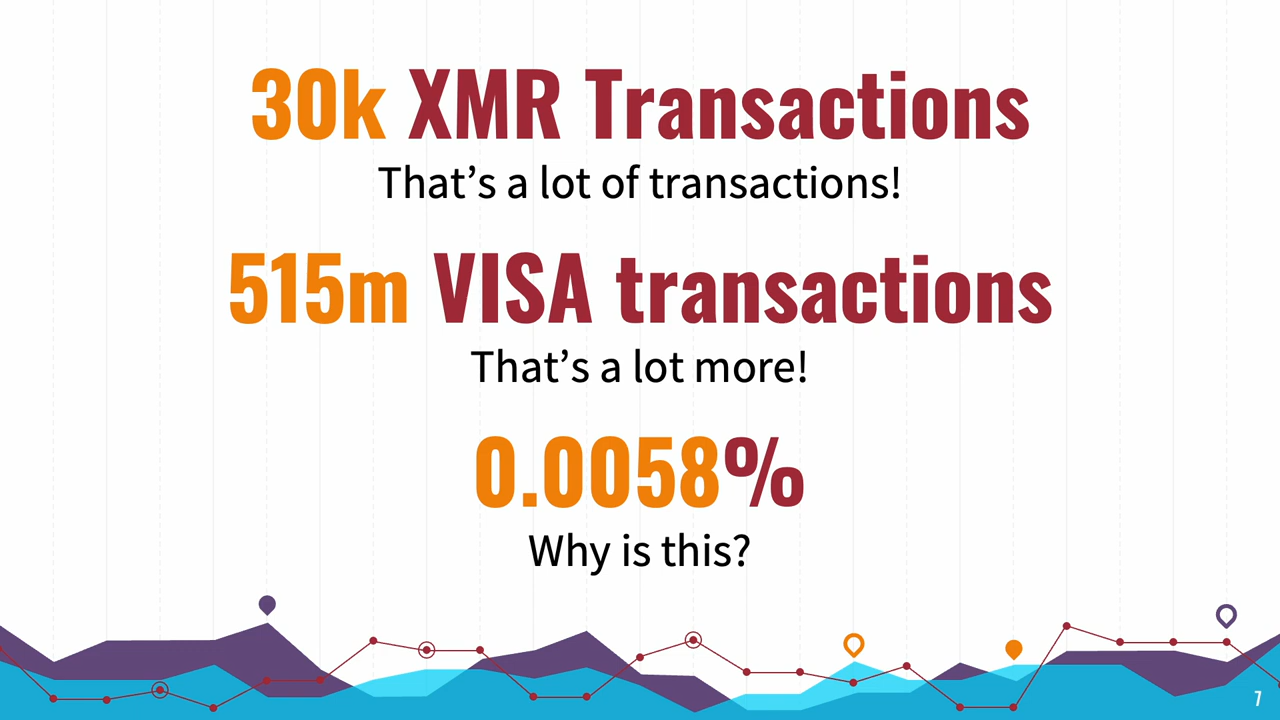 30k XMR Transactions
That’s a lot of transactions!
515m VISA transactions
That’s a lot more!
0.0058%
Why is this?
7